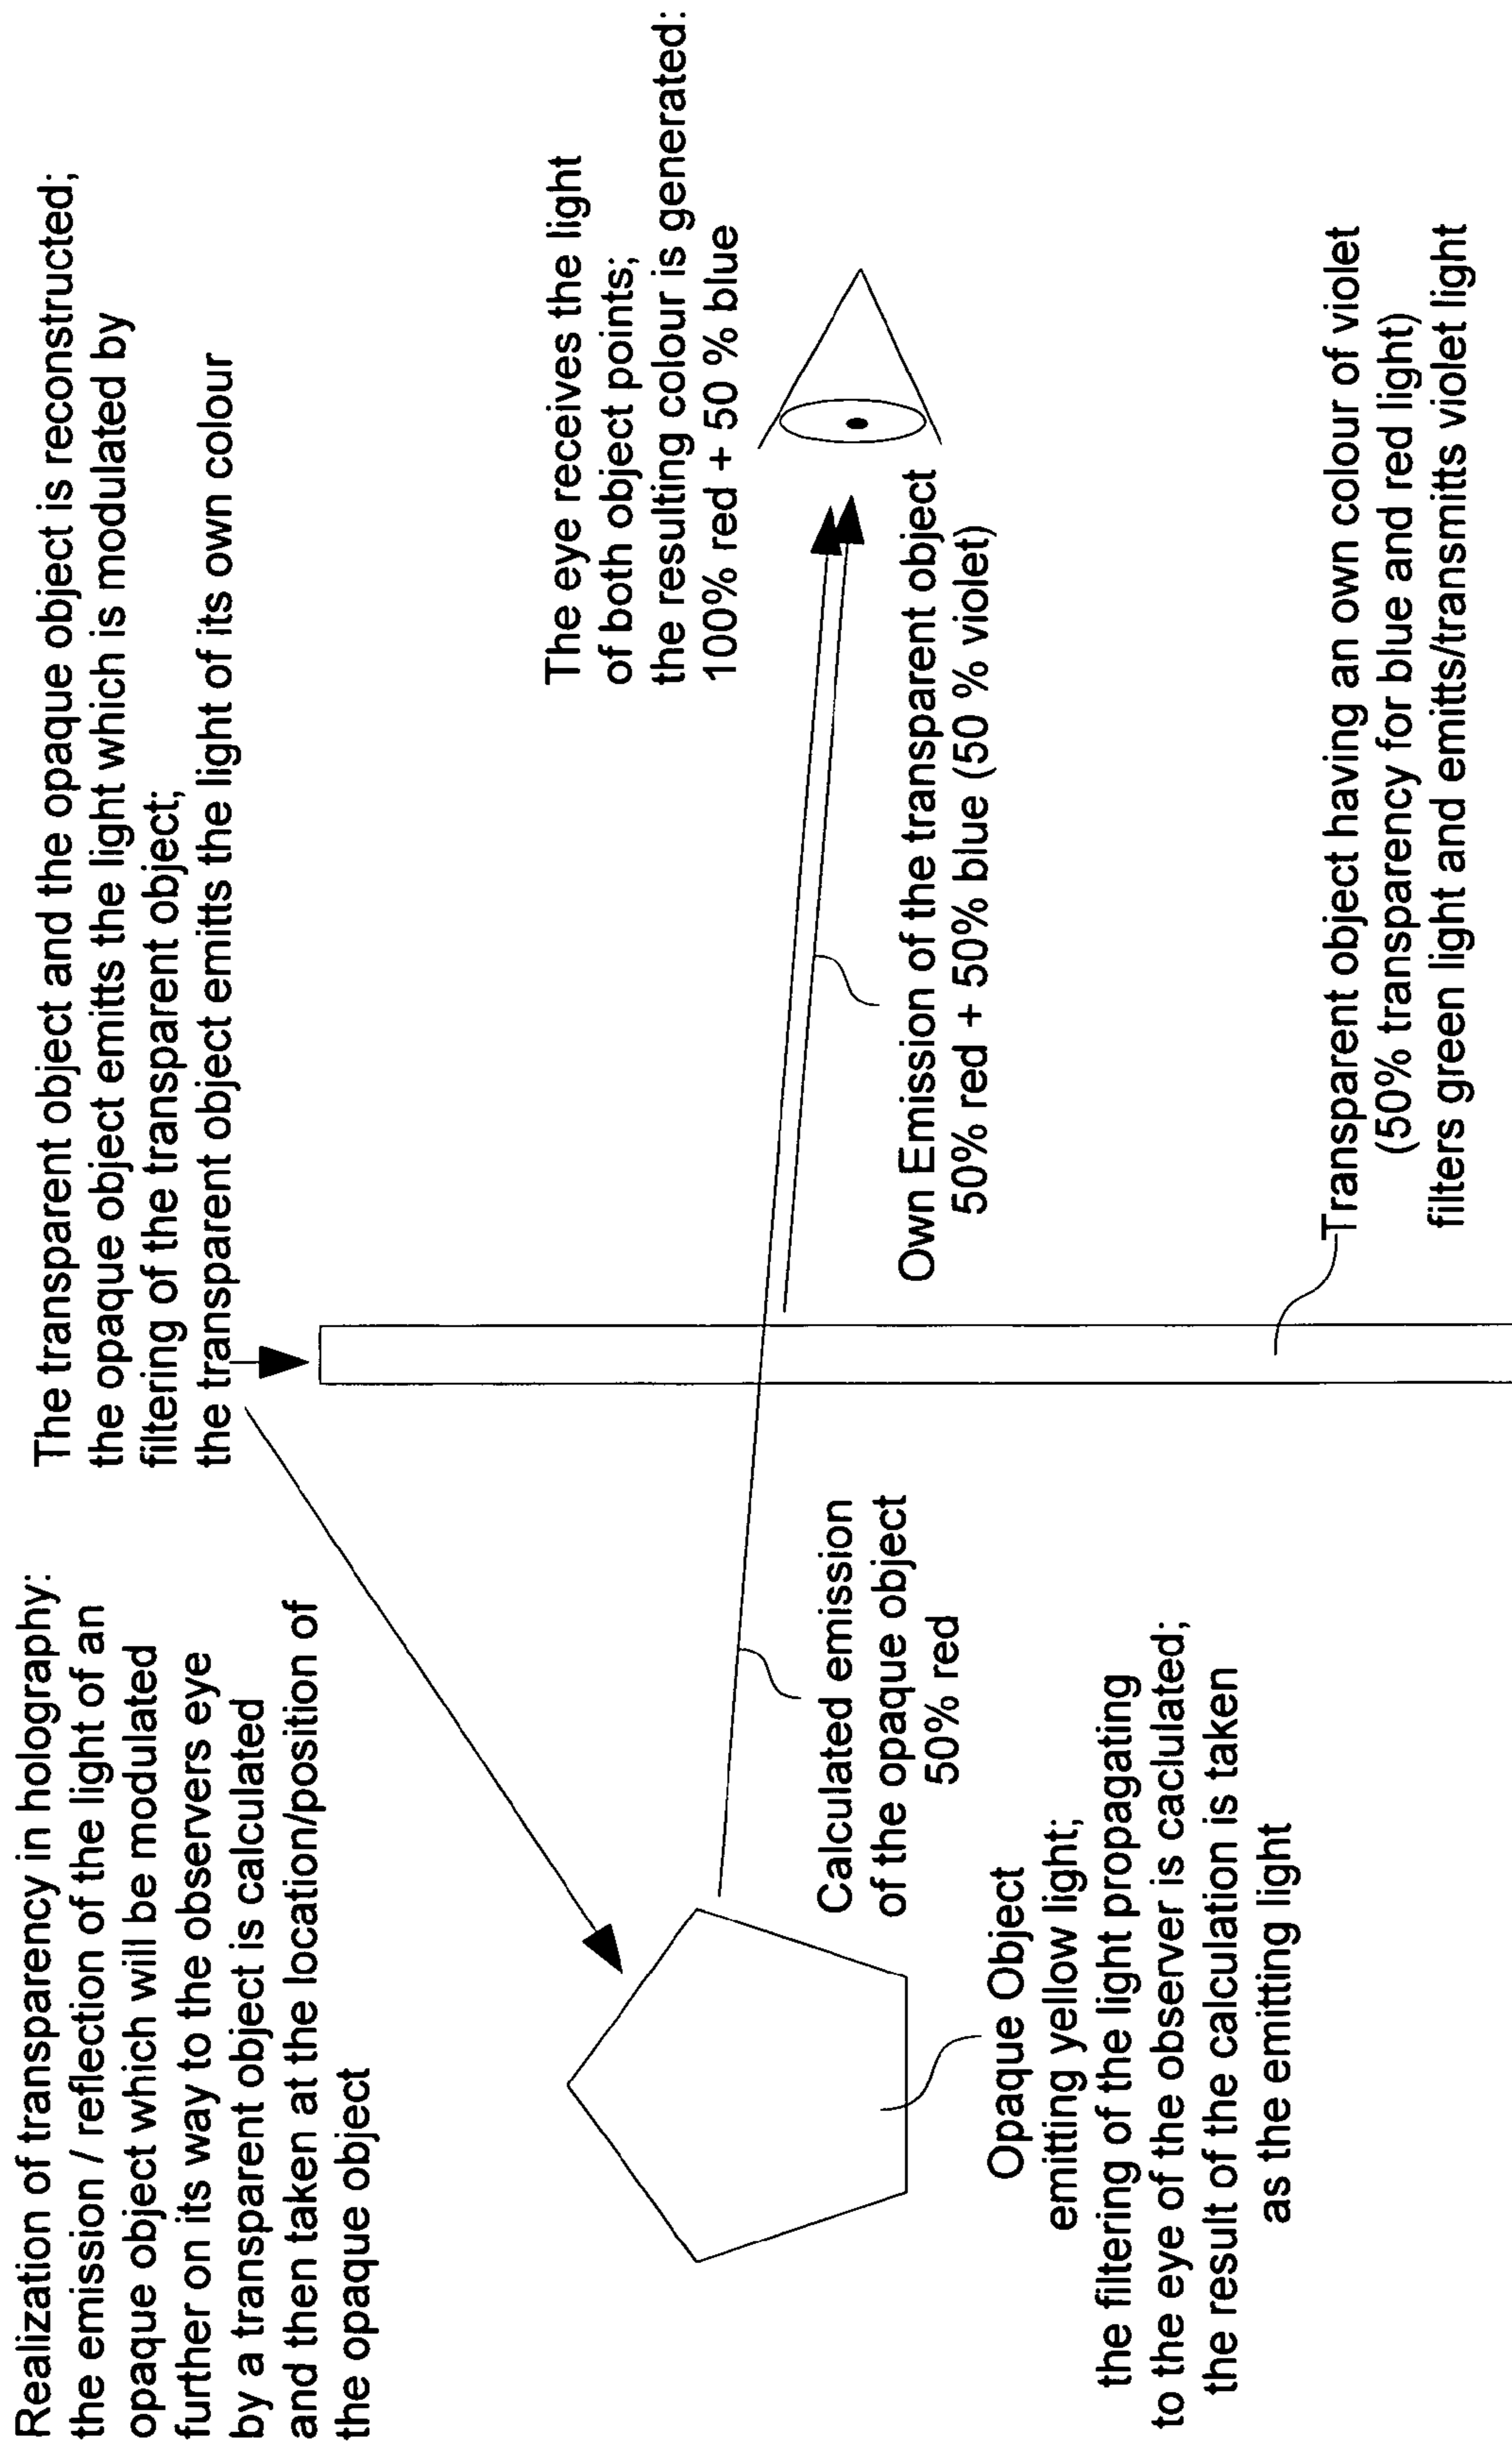 Realization of transparency in holography:
the emission / reflection of the light of an
opaque object which will be modulated
further on its way to the observers eye
by a transparent object is calculated
and then taken at the location/position of
the opaque object
The transparent object and the opaque object is reconstructed;
the opaque object emitts the light which is modulated by
filtering of the transparent object;
the transparent object emitts the light of its own colour
The eye receives the light
of both object points;
the resulting colour is generated:
100% red + 50 % blue
Calculated emission
of the opaque object
50% red
Own Emission of the transparent object
50% red + 50% blue (50 % violet)
Opaque Object
emitting yellow light;
the filtering of the light propagating
to the eye of the observer is caclulated;
the result of the calculation is taken
as the emitting light
Transparent object having an own colour of violet
(50% transparency for blue and red light)
filters green light and emitts/transmitts violet light